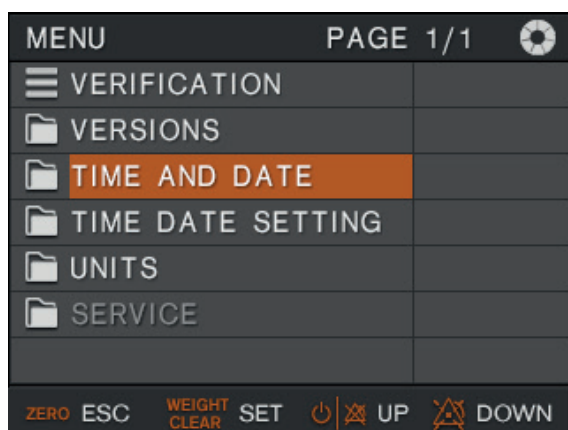 MENU PAGE 1/1
VERIFICATION
VERSIONS
TIME AND DATE
TIME DATE SETTING
UNITS
SERVICE
ZERO ESC WEIGHT CLEAR SET UP DOWN